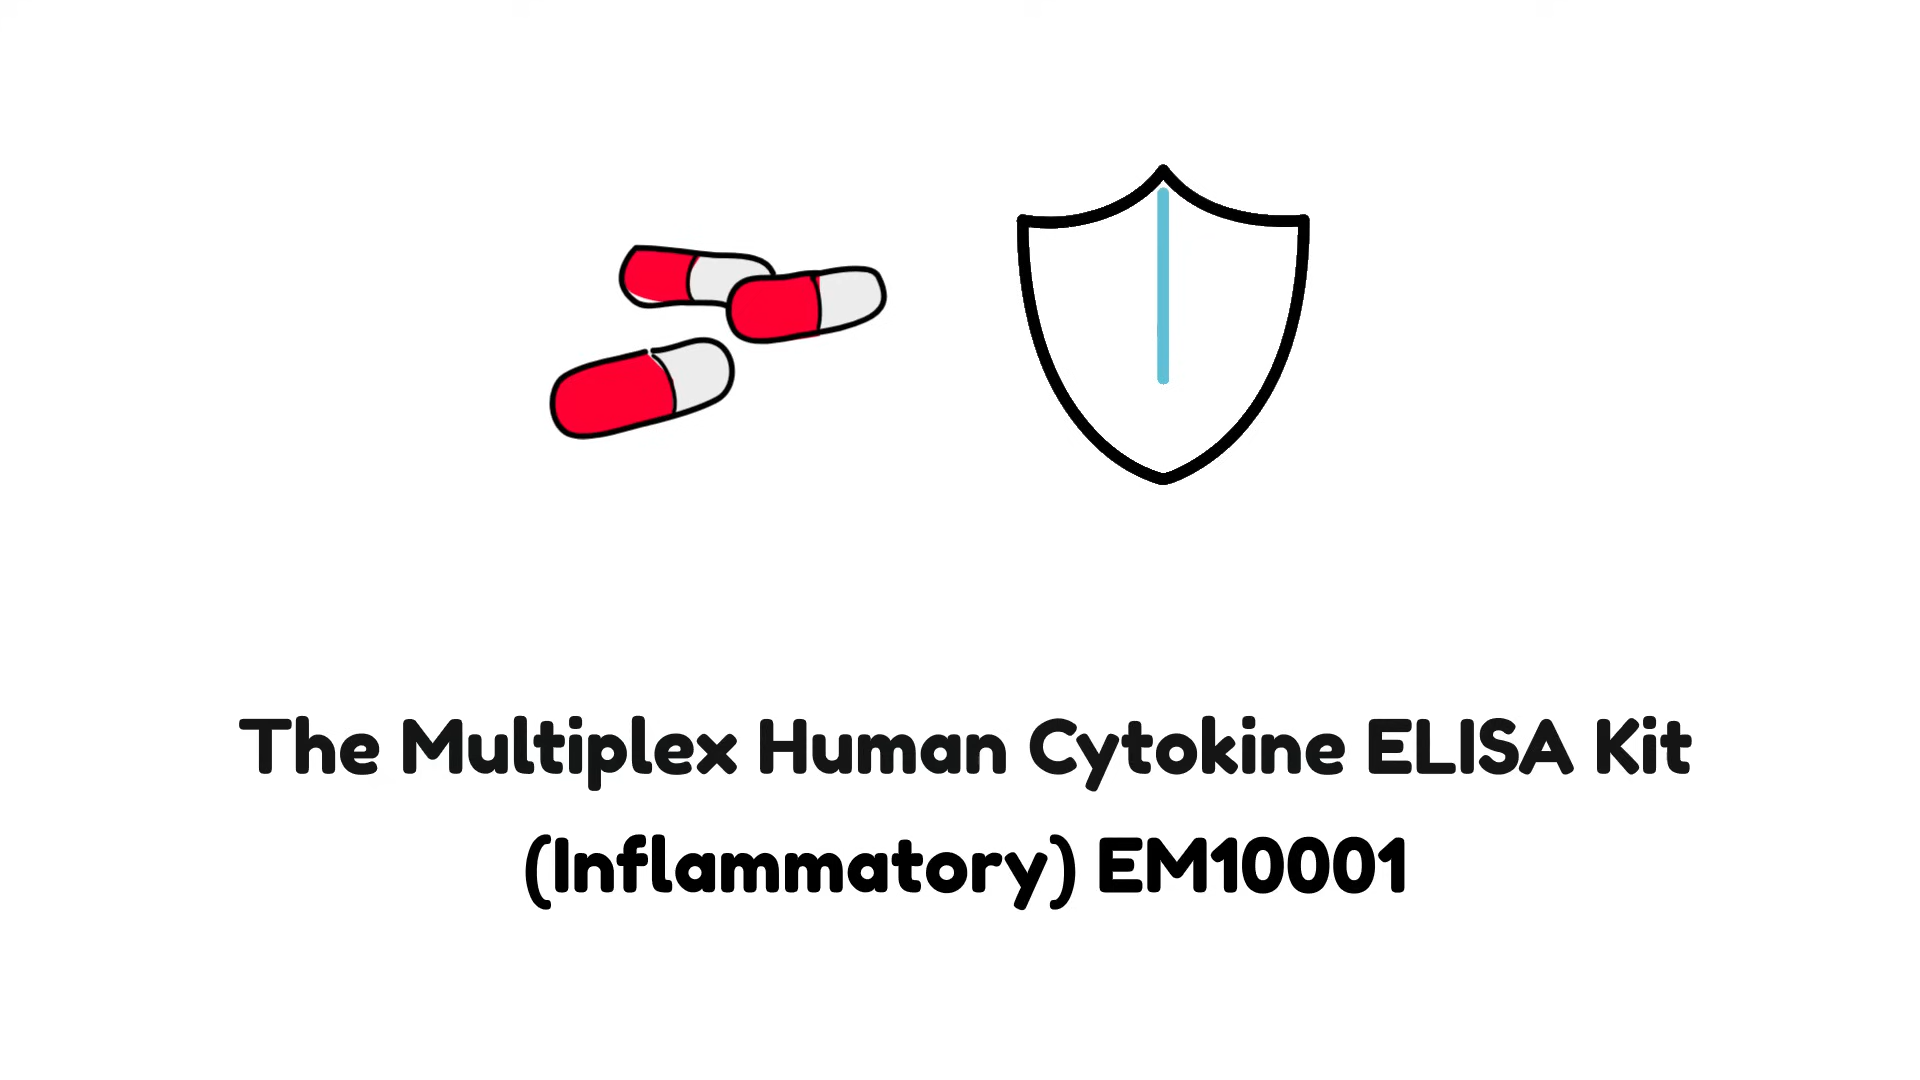 The Multiplex Human Cytokine ELISA Kit
(Inflammatory) EM10001